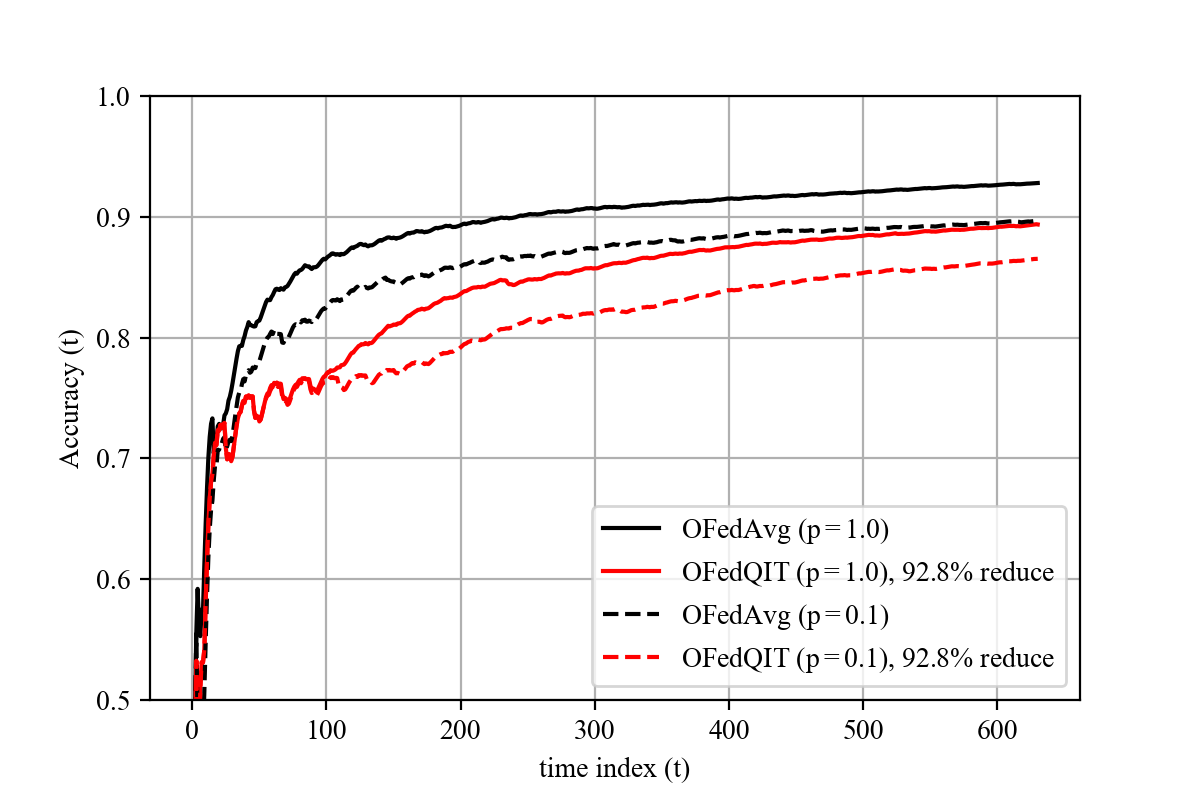 1.0
0.9
0.8
0.7
0.6
0.5
Accuracy (t)
0 100 200 300 400 500 600
time index (t)
OFedAvg (p=1.0)
OFedQIT (p=1.0), 92.8% reduce
OFedAvg (p=0.1)
OFedQIT (p=0.1), 92.8% reduce